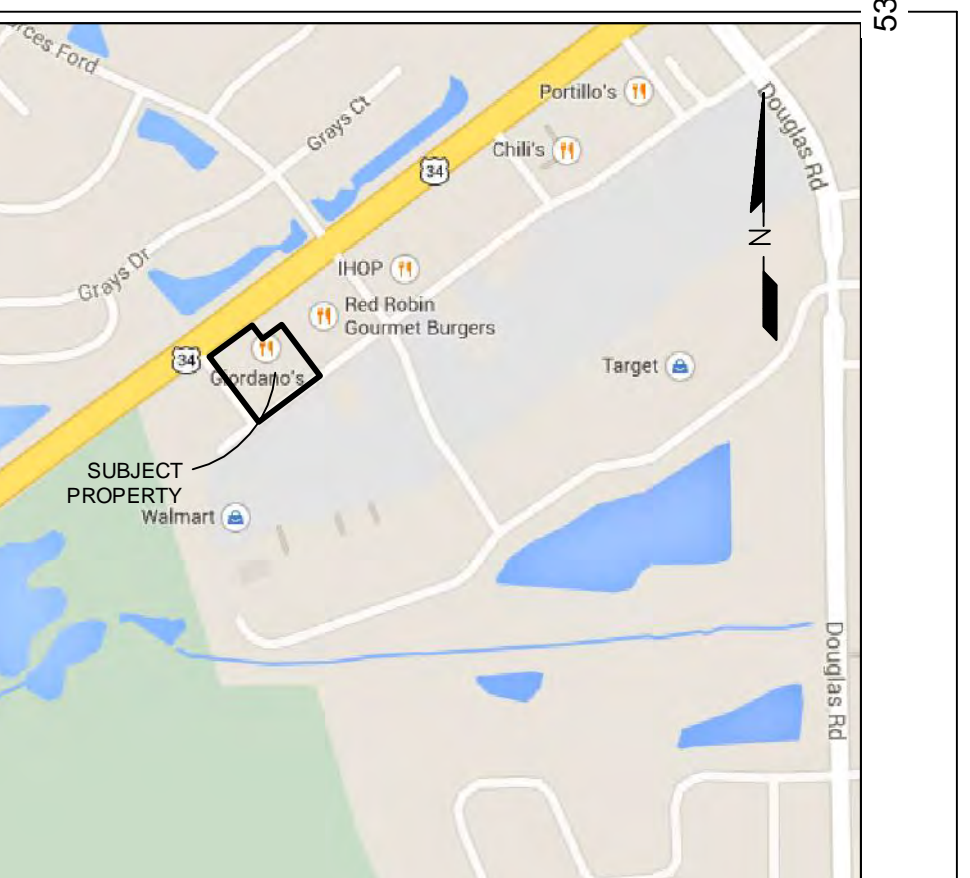 53
Ford
Grays Ct
Portillo's
Douglas Rd
Chili's
34
N
Grays Dr
IHOP
Red Robin
Gourmet Burgers
34
Giordano's
Target
SUBJECT
PROPERTY
Walmart
Douglas Rd